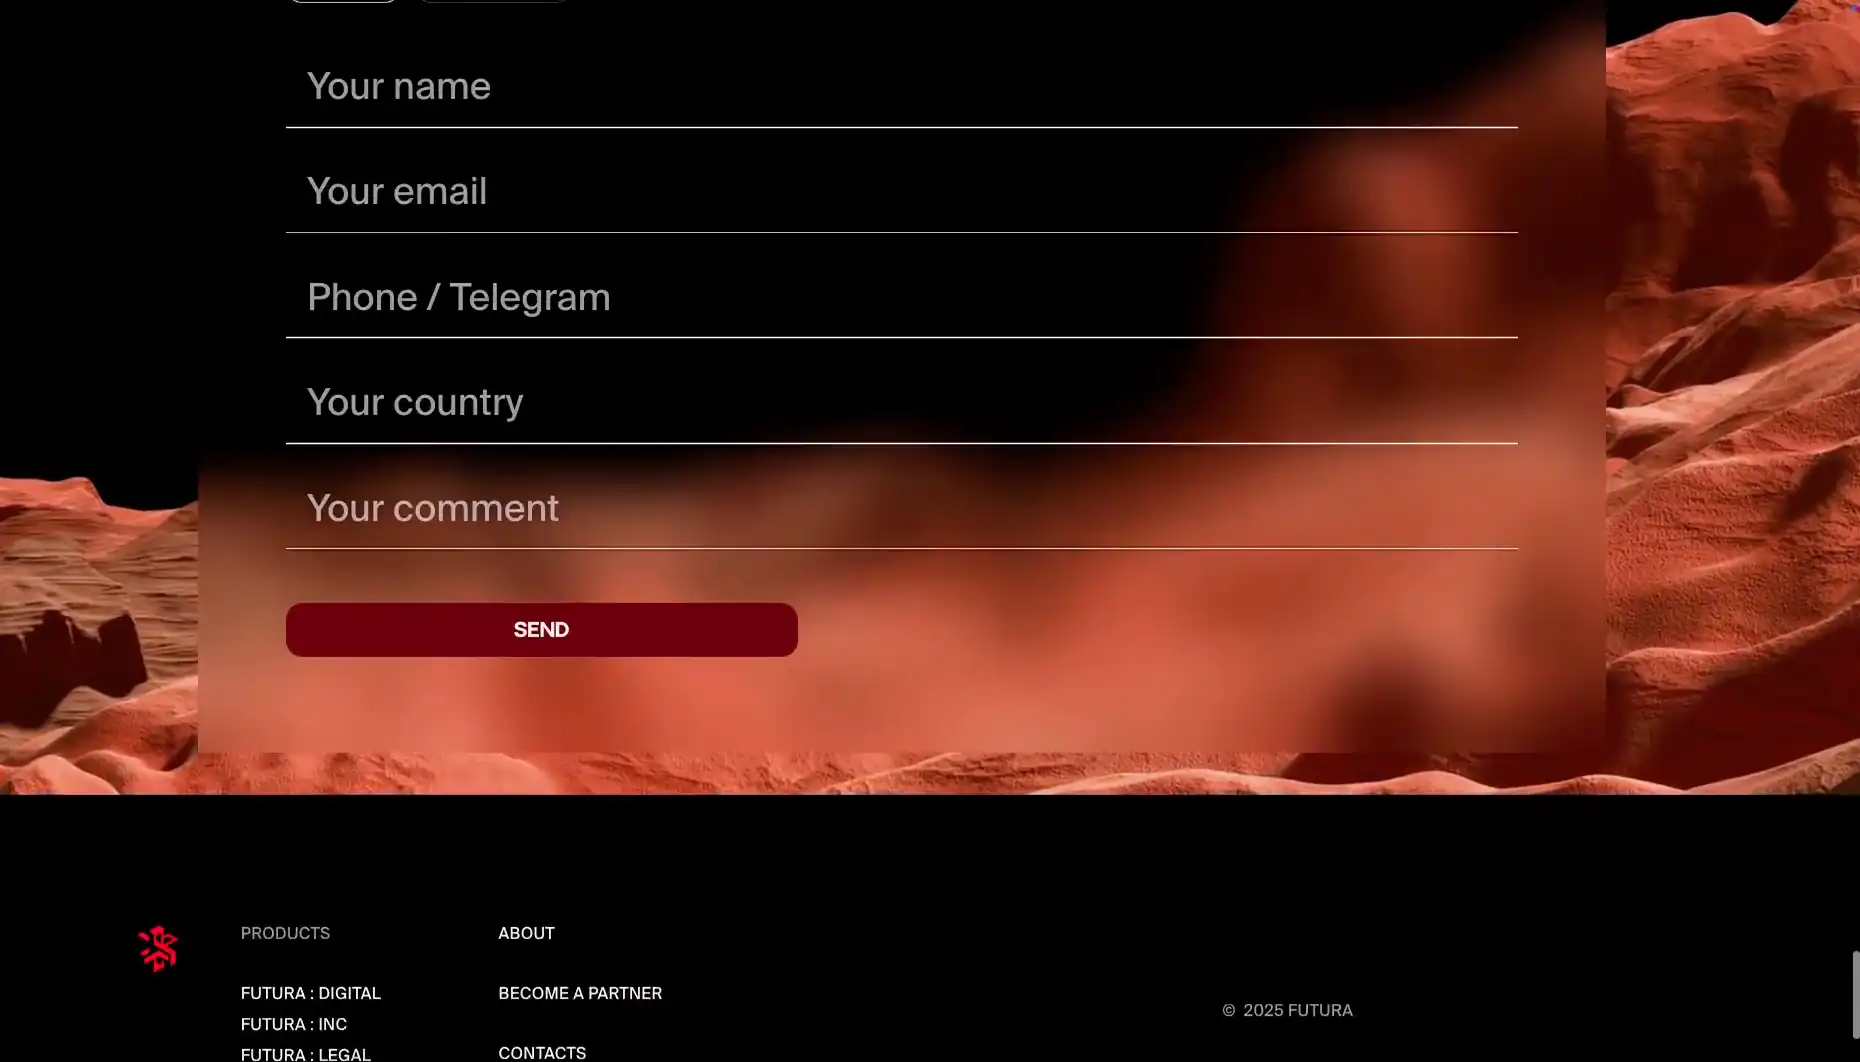 Your name
Your email
Phone / Telegram
Your country
Your comment
SEND
PRODUCTS
FUTURA : DIGITAL
FUTURA : INC
FUTURA : LEGAL
ABOUT
BECOME A PARTNER
CONTACTS
© 2025 FUTURA